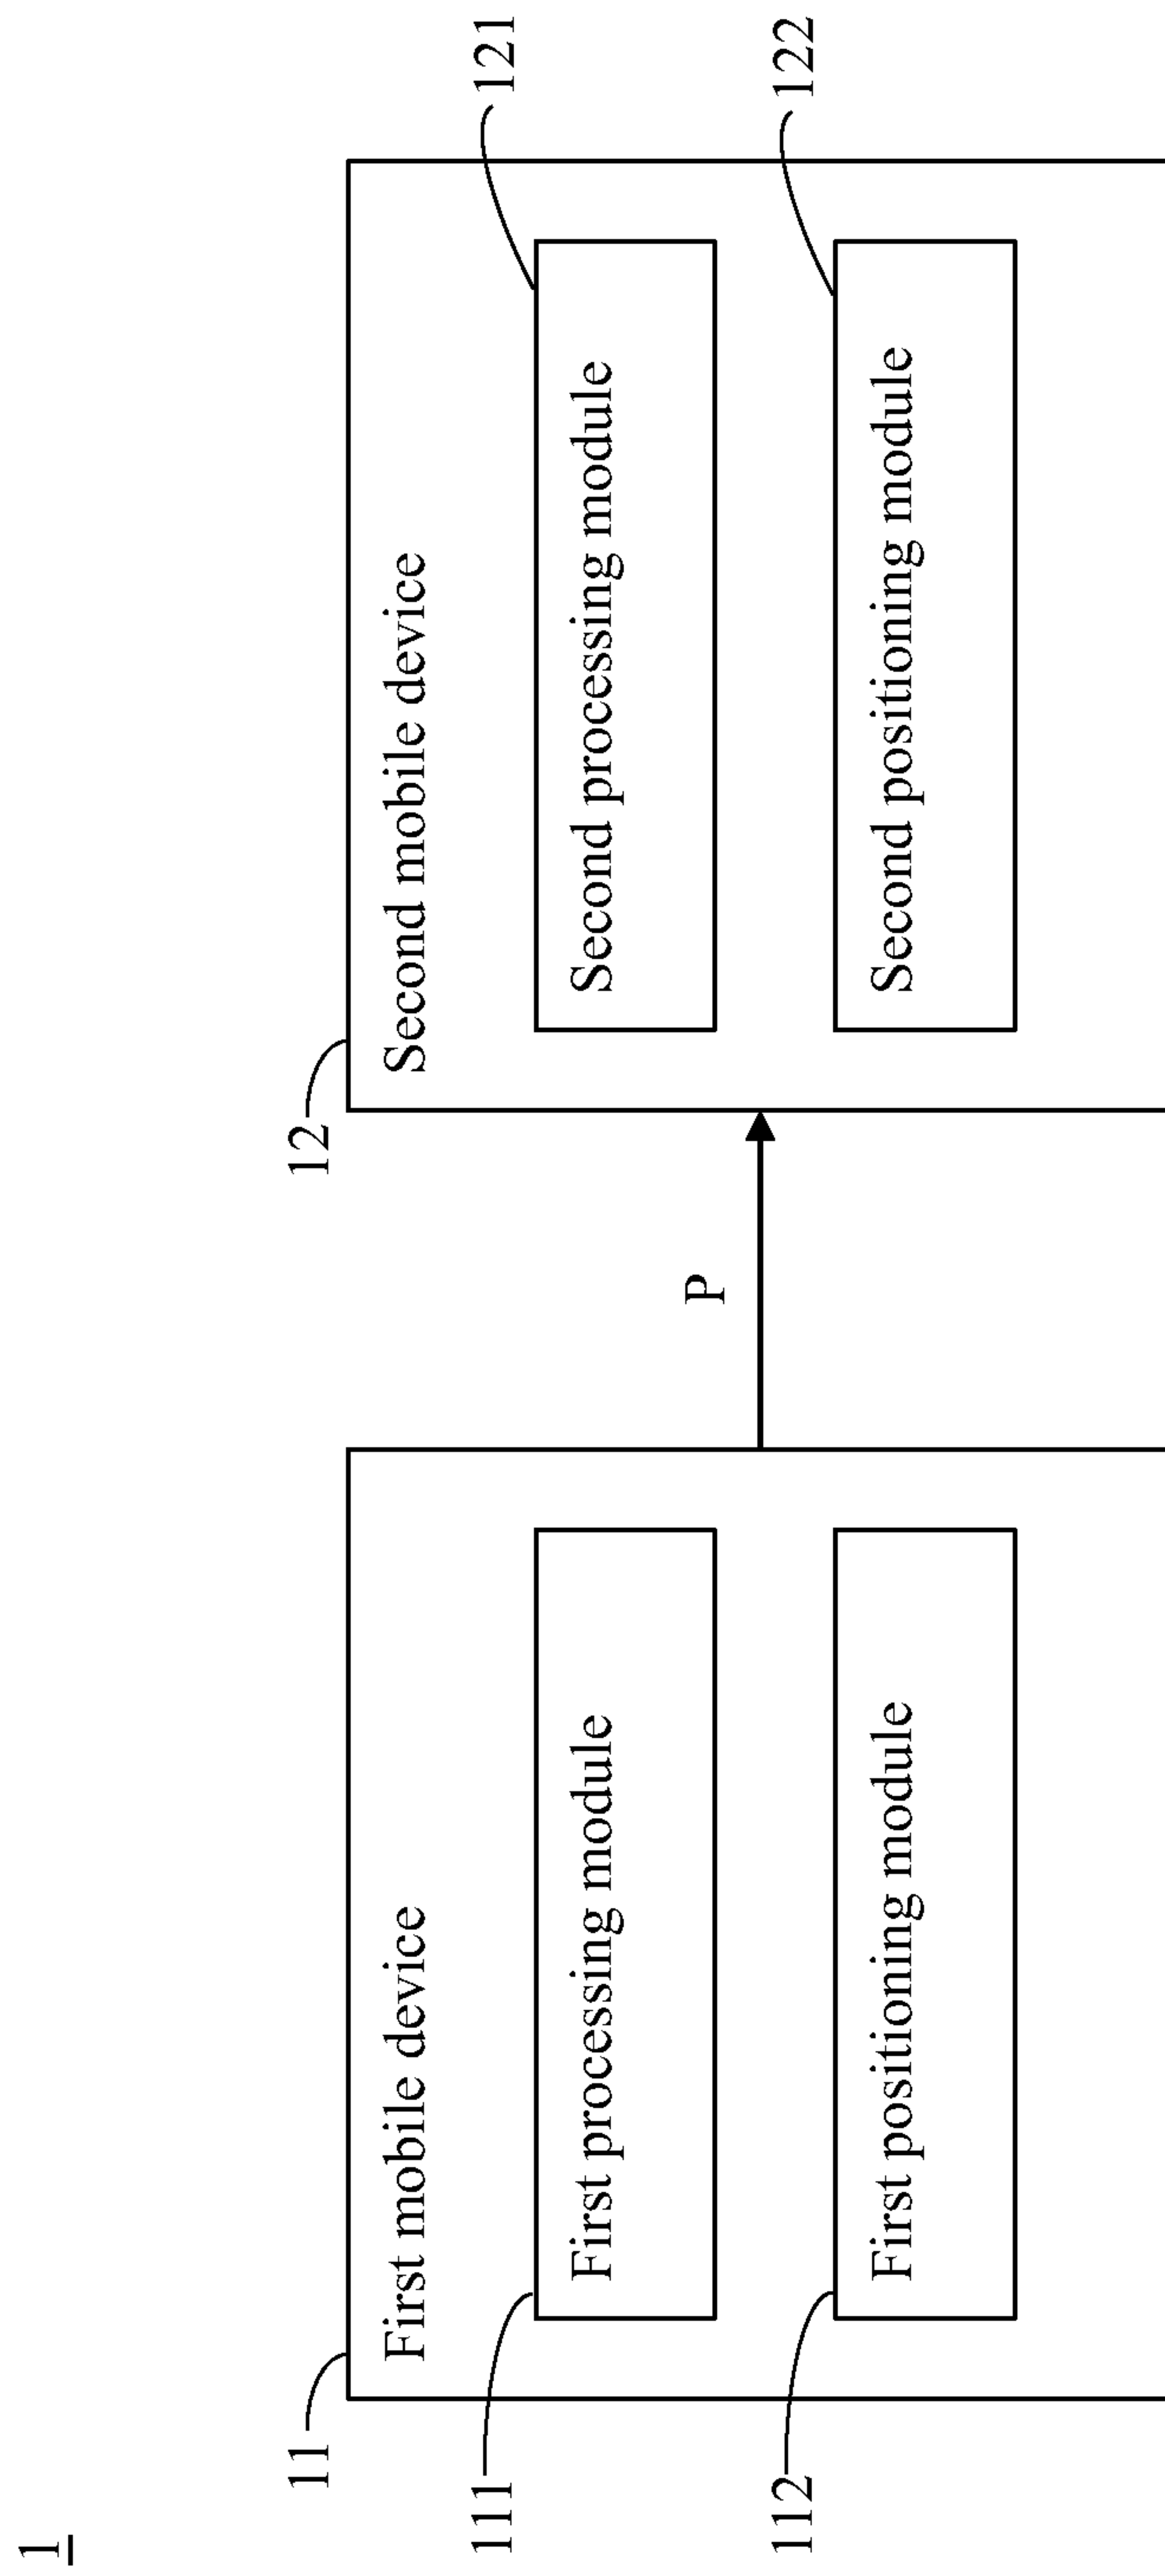 1
11
First mobile device
111
First processing module
112
First positioning module
P
12
Second mobile device
121
Second processing module
122
Second positioning module